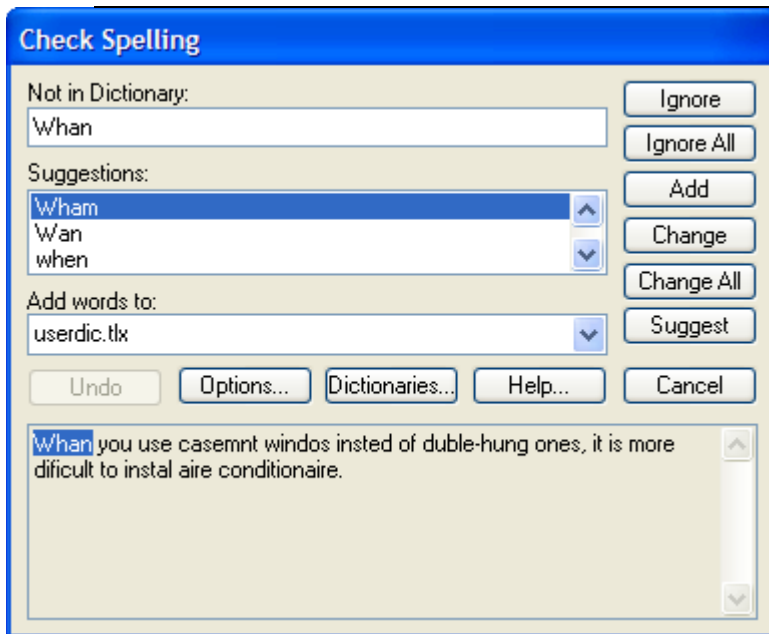 Check Spelling
Not in Dictionary:
Whan
Suggestions:
Wham
Wan
when
Add words to:
userdic.tlx
Ignore
Ignore All
Add
Change
Change All
Suggest
Undo
Options...
Dictionaries...
Help...
Cancel
Whan you use casemnt windos insted of duble-hung ones, it is more
dificult to instal aire conditionaire.